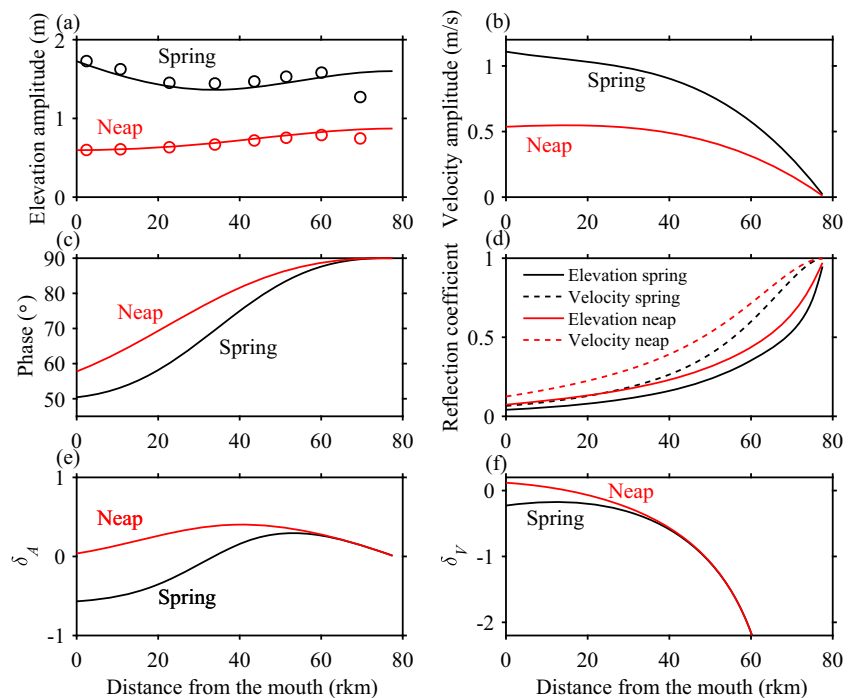 (a)
Elevation amplitude (m)
2
1
0
Spring
Neap
0 20 40 60 80
(b)
Velocity amplitude (m/s)
1
0.5
0
Spring
Neap
0 20 40 60 80
(c)
Phase (°)
90
80
70
60
50
Neap
Spring
0 20 40 60 80
(d)
Reflection coefficient
1
0.5
0
Elevation spring
Velocity spring
Elevation neap
Velocity neap
0 20 40 60 80
(e)
δA
1
0
-1
Neap
Spring
0 20 40 60 80
Distance from the mouth (rkm)
(f)
δV
0
-1
-2
Neap
Spring
0 20 40 60 80
Distance from the mouth (rkm)